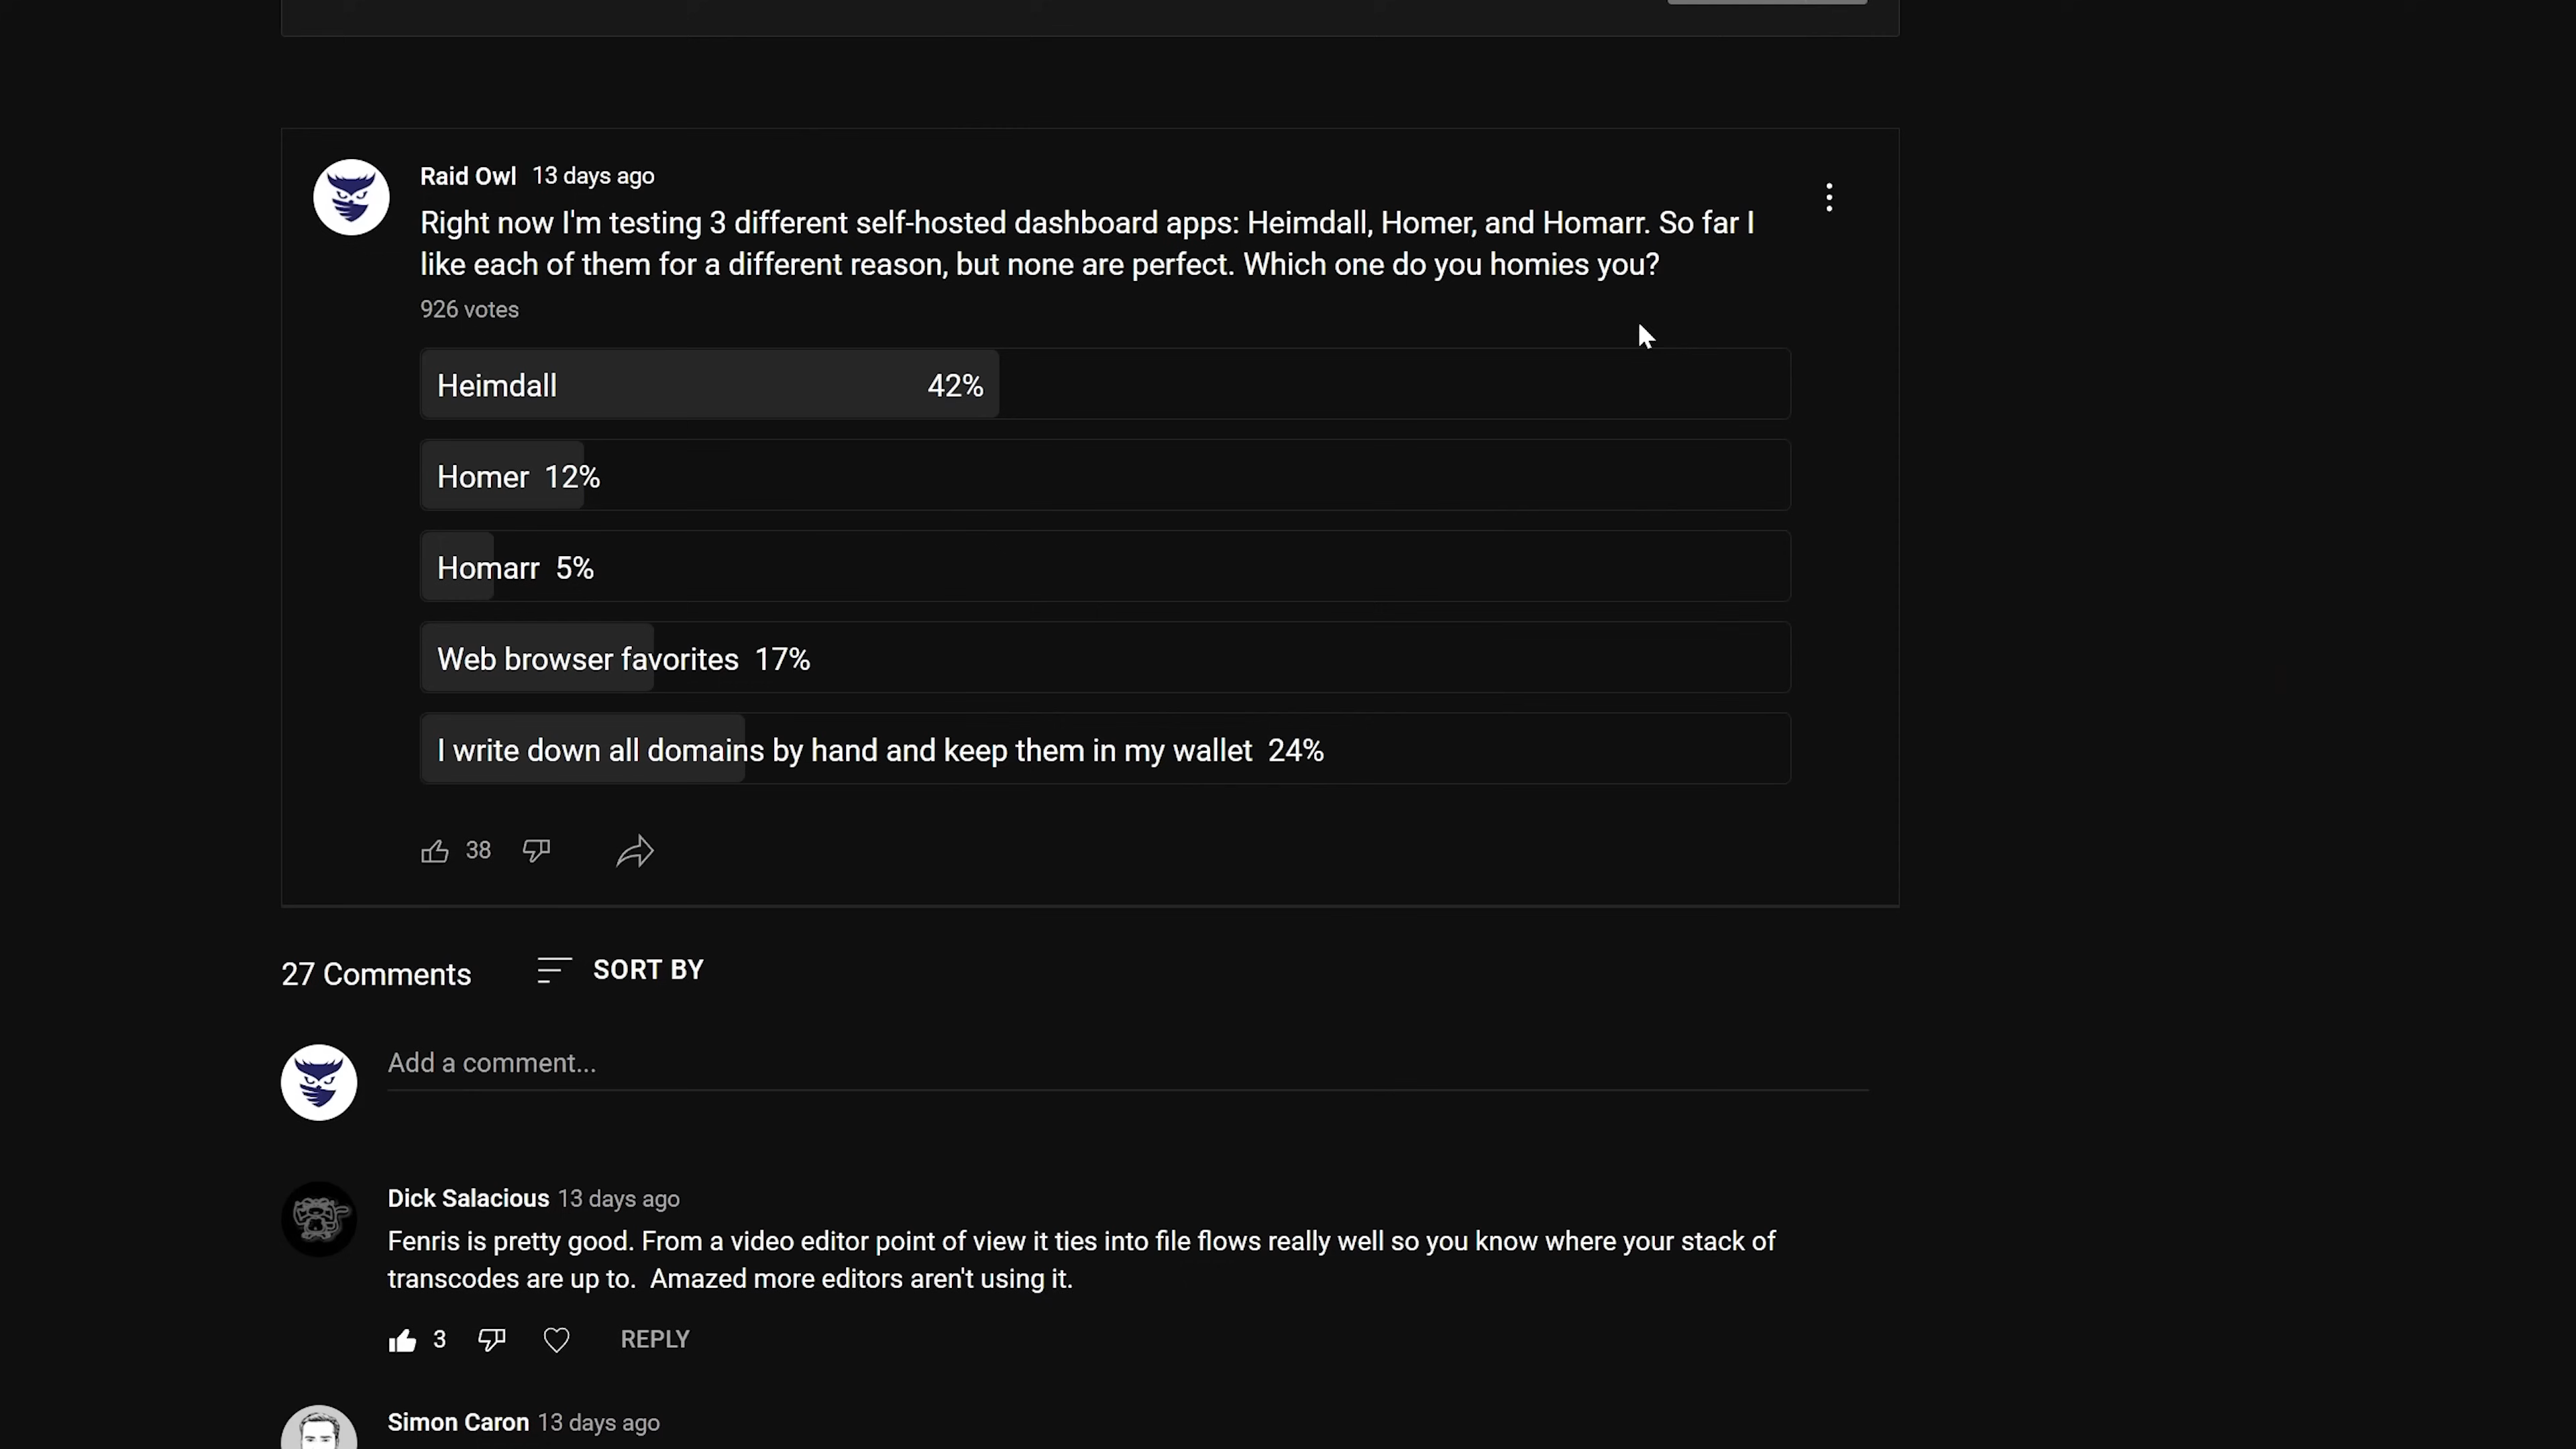 Raid Owl 13 days ago
Right now I'm testing 3 different self-hosted dashboard apps: Heimdall, Homer, and Homarr. So far I
like each of them for a different reason, but none are perfect. Which one do you homies you?
926 votes
Heimdall 42%
Homer 12%
Homarr 5%
Web browser favorites 17%
I write down all domains by hand and keep them in my wallet 24%
38
27 Comments SORT BY
Add a comment...
Dick Salacious 13 days ago
Fenris is pretty good. From a video editor point of view it ties into file flows really well so you know where your stack of
transcodes are up to.  Amazed more editors aren't using it.
3 REPLY
Simon Caron 13 days ago